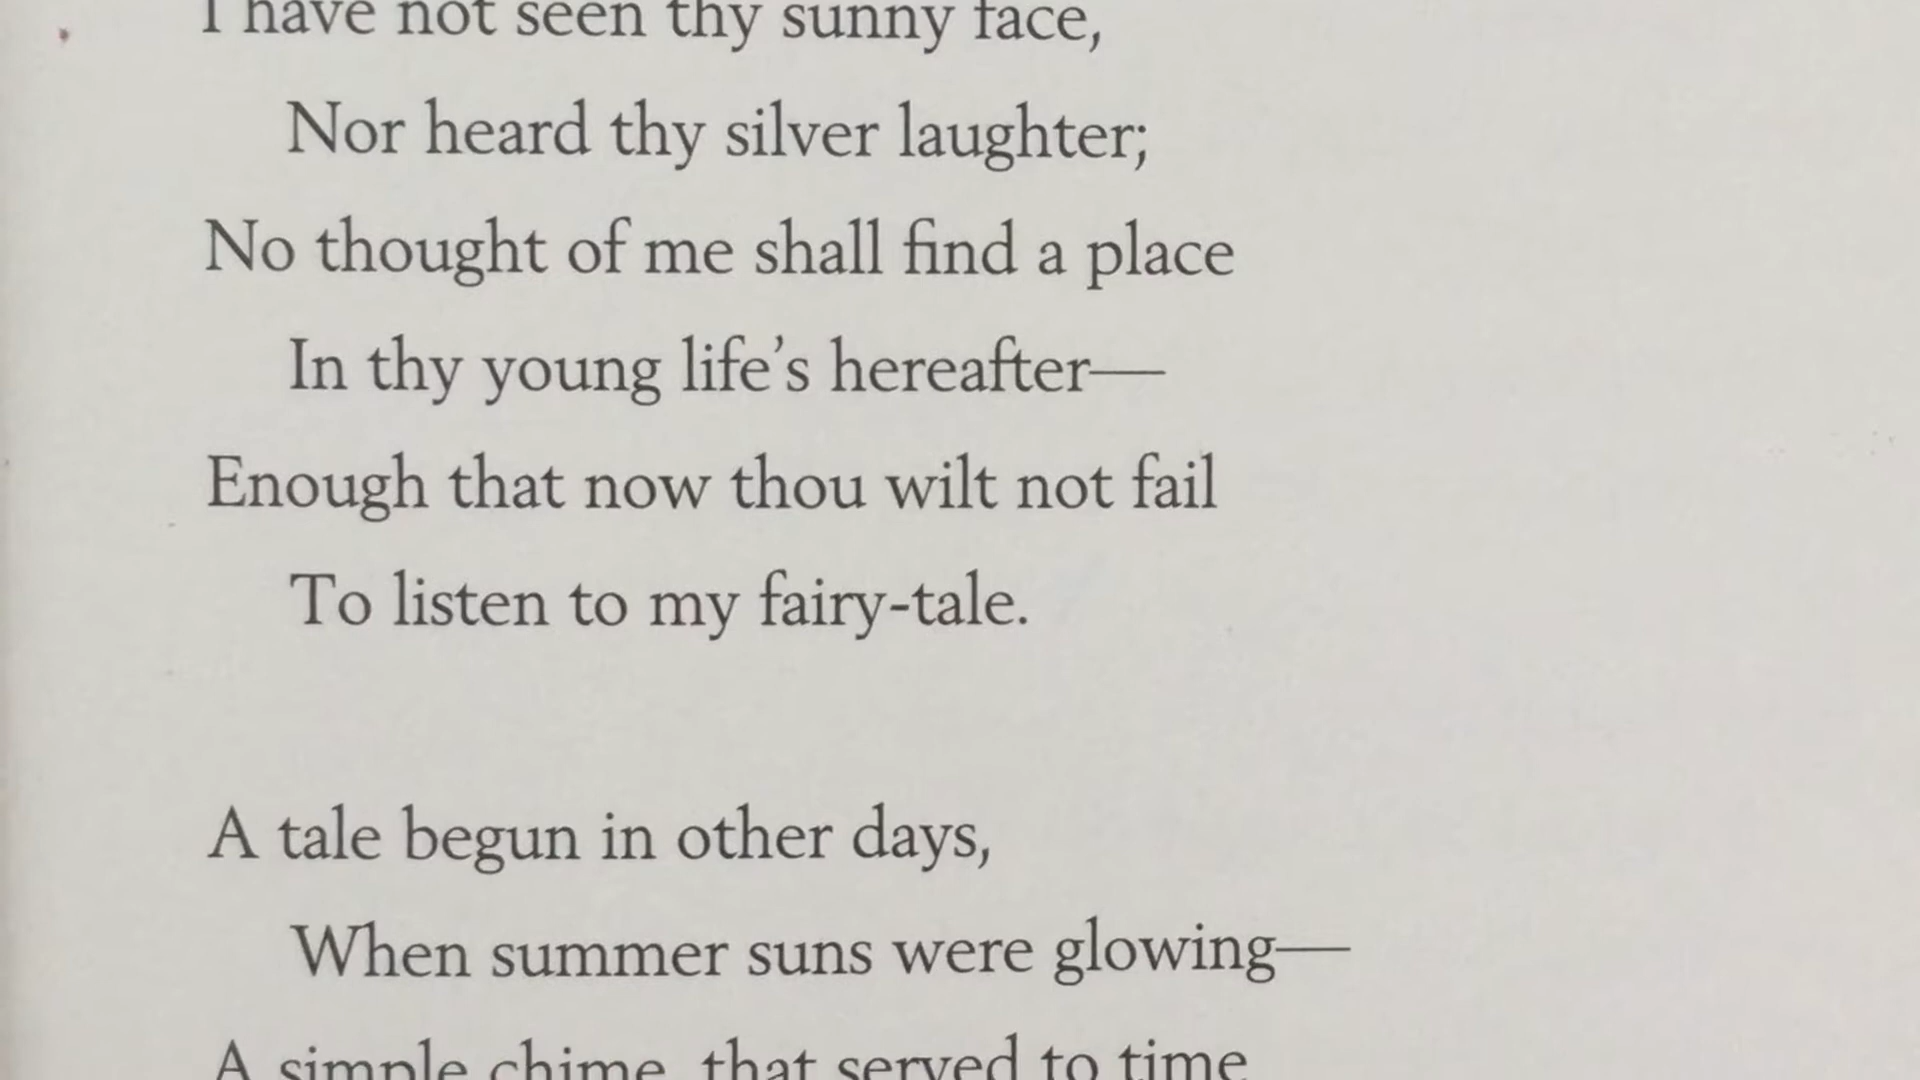 I have not seen thy sunny face,
Nor heard thy silver laughter;
No thought of me shall find a place
In thy young life’s hereafter—
Enough that now thou wilt not fail
To listen to my fairy-tale.
A tale begun in other days,
When summer suns were glowing—
A simple chime, that served to time